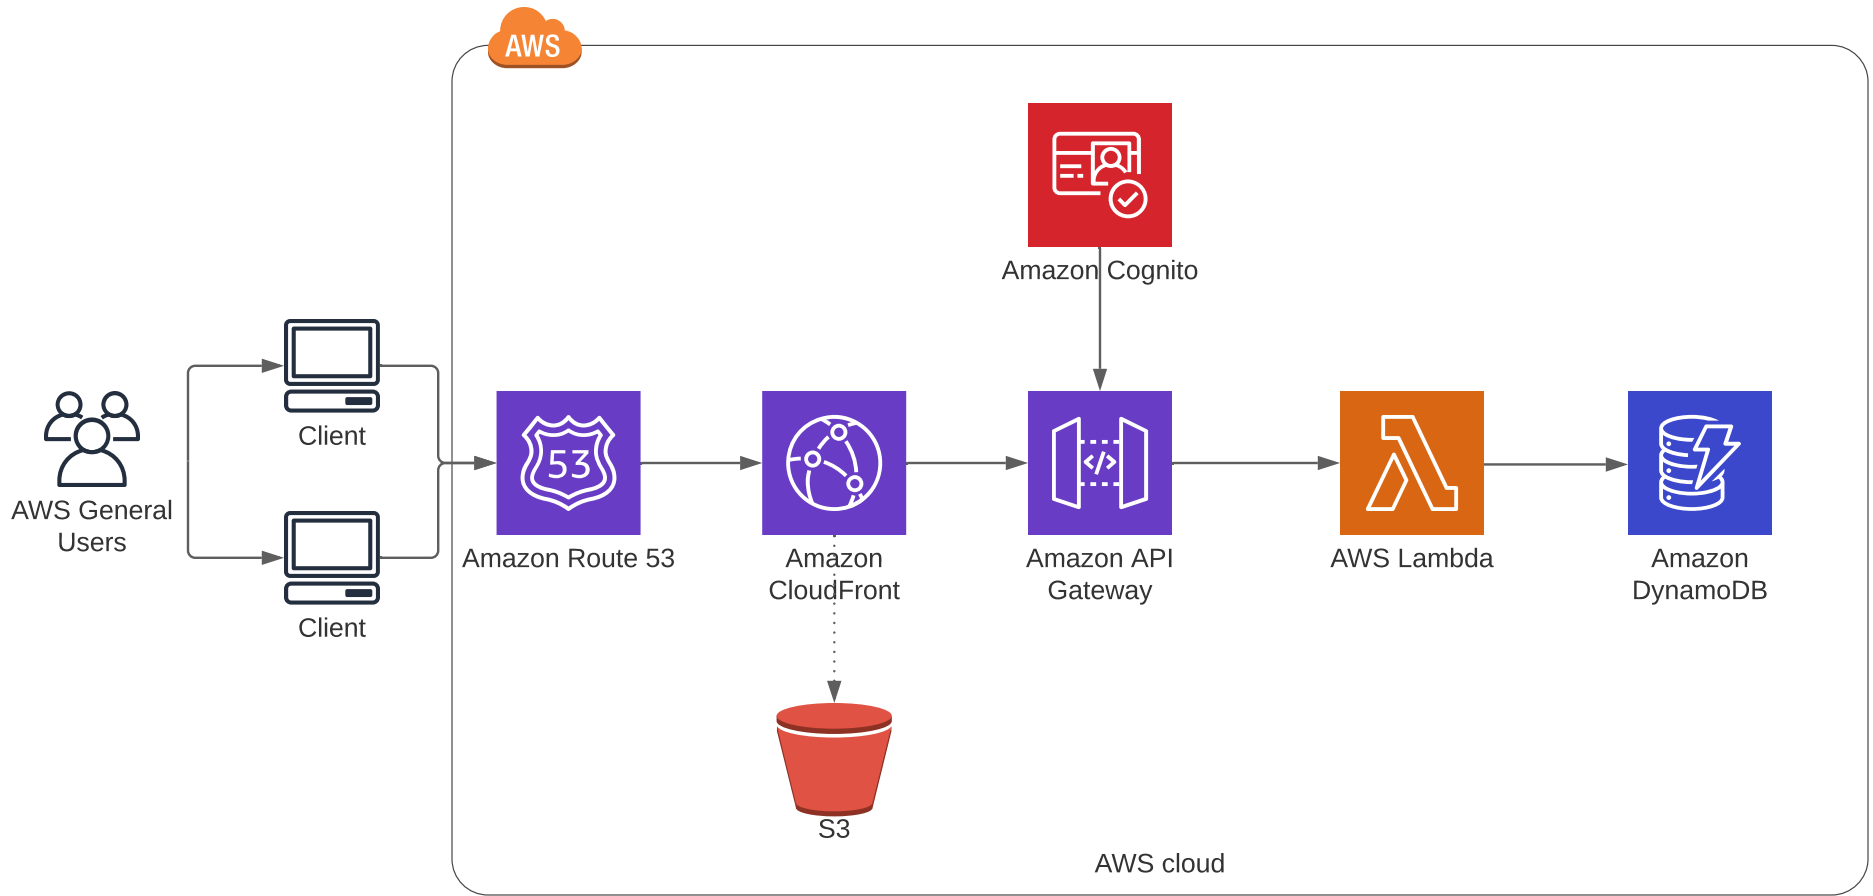 AWS
Amazon Cognito
Client
AWS General
Users
53
Amazon Route 53
Amazon
CloudFront
</>
Amazon API
Gateway
AWS Lambda
Amazon
DynamoDB
Client
S3
AWS cloud